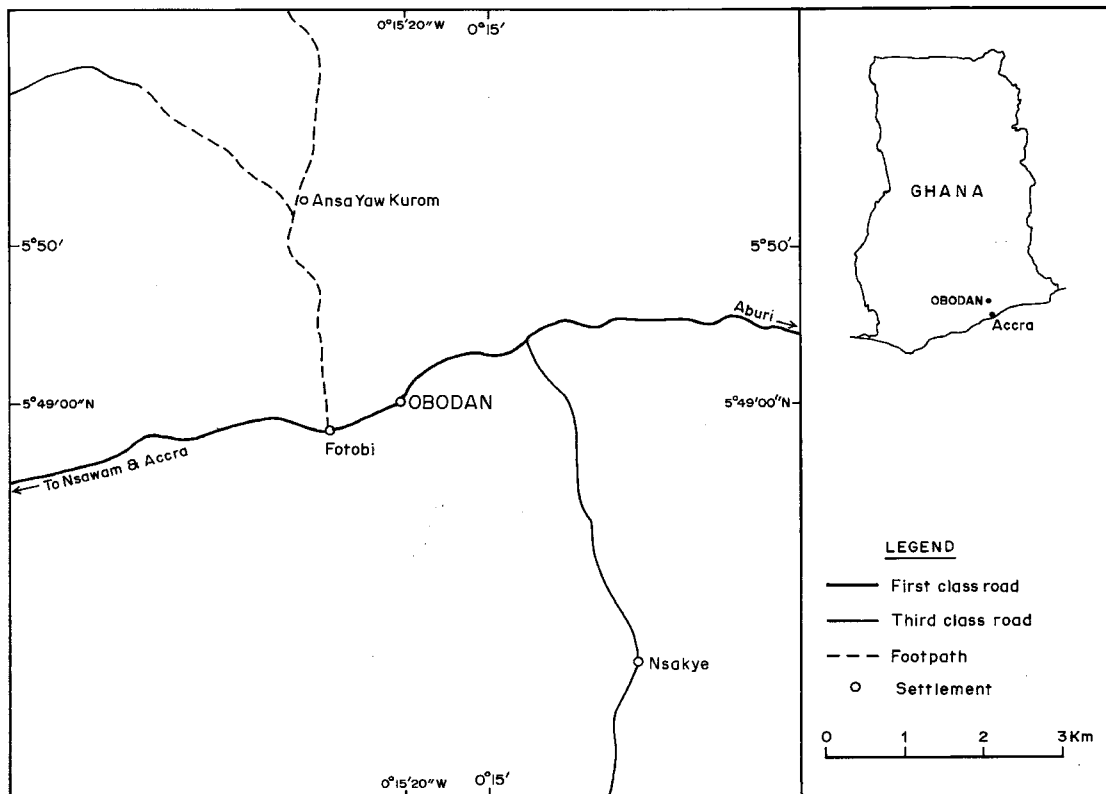 0°15'20"W 0°15'
Ansa Yaw Kurom
5°50' 5°50'
GHANA
OBODAN
Accra
Aburi
5°49'00"N OBODAN 5°49'00"N
Fotobi
To Nsawam & Accra
LEGEND
First class road
Third class road
Footpath
Settlement
Nsakye
0 1 2 3 Km
0°15'20"W 0°15'